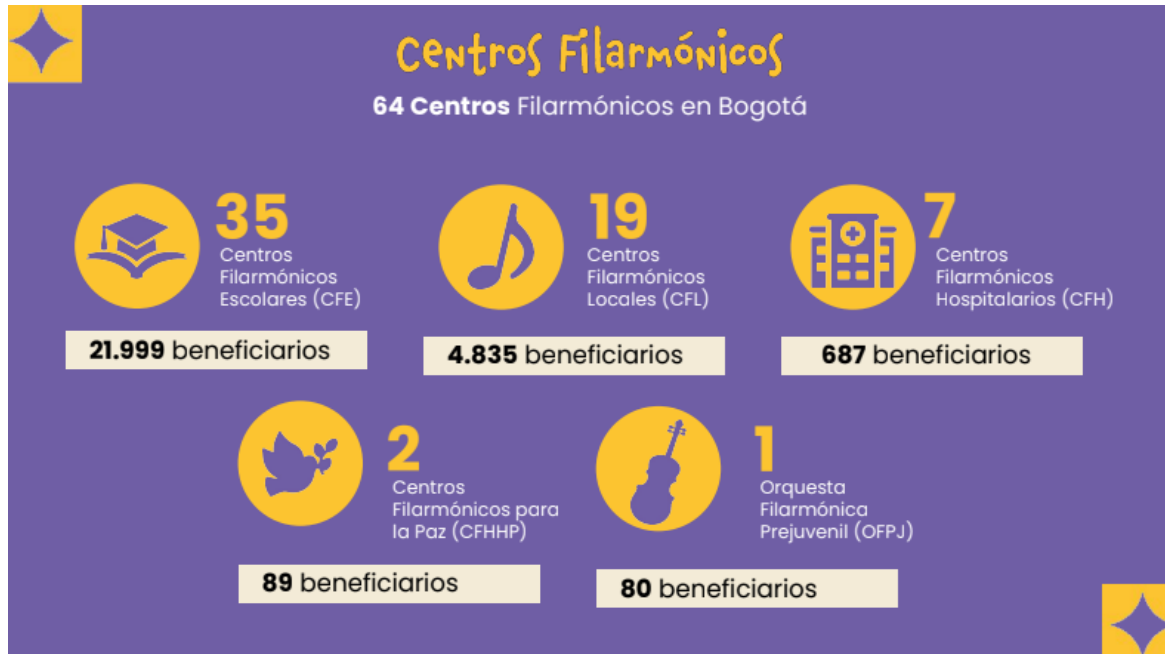 Centros Filarmónicos
64 Centros Filarmónicos en Bogotá
35
Centros
Filarmónicos
Escolares (CFE)
21.999 beneficiarios
19
Centros
Filarmónicos
Locales (CFL)
4.835 beneficiarios
7
Centros
Filarmónicos
Hospitalarios (CFH)
687 beneficiarios
2
Centros
Filarmónicos para
la Paz (CFHHP)
89 beneficiarios
1
Orquesta
Filarmónica
Prejuvenil (OFPJ)
80 beneficiarios